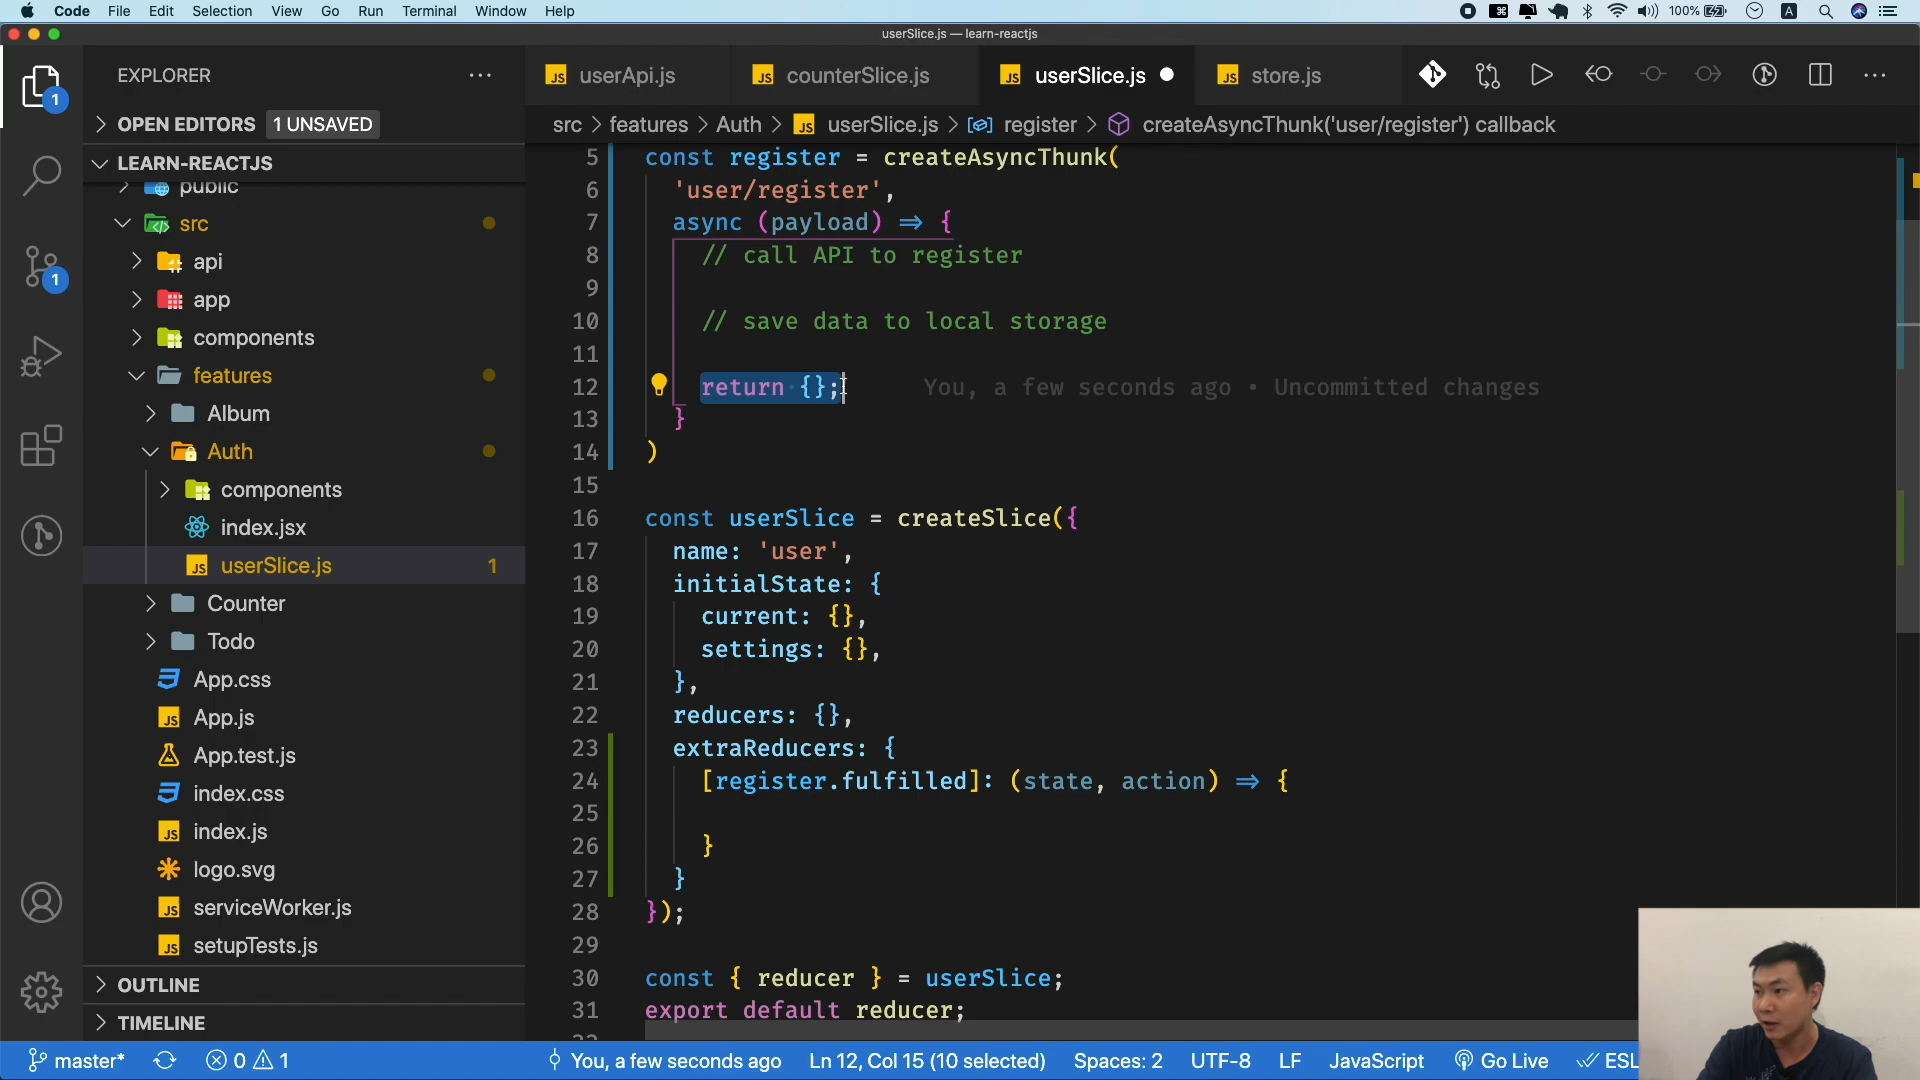 Code File Edit Selection View Go Run Terminal Window Help
100%
A
userSlice.js — learn-reactjs
EXPLORER
userApi.js
counterSlice.js
userSlice.js
store.js
1
OPEN EDITORS 1 UNSAVED
src > features > Auth > userSlice.js > register > createAsyncThunk('user/register') callback
LEARN-REACTJS
public
src
api
app
components
features
Album
Auth
components
index.jsx
userSlice.js 1
Counter
Todo
App.css
App.js
App.test.js
index.css
index.js
logo.svg
serviceWorker.js
setupTests.js
OUTLINE
TIMELINE
1
5 const register = createAsyncThunk(
6 'user/register',
7 async (payload) => {
8 // call API to register
9
10 // save data to local storage
11
12 return {}; You, a few seconds ago • Uncommitted changes
13 }
14 )
15
16 const userSlice = createSlice({
17 name: 'user',
18 initialState: {
19 current: {},
20 settings: {},
21 },
22 reducers: {},
23 extraReducers: {
24 [register.fulfilled]: (state, action) => {
25
26 }
27 }
28 });
29
30 const { reducer } = userSlice;
31 export default reducer;
master* 0 1 You, a few seconds ago Ln 12, Col 15 (10 selected) Spaces: 2 UTF-8 LF JavaScript Go Live ESL